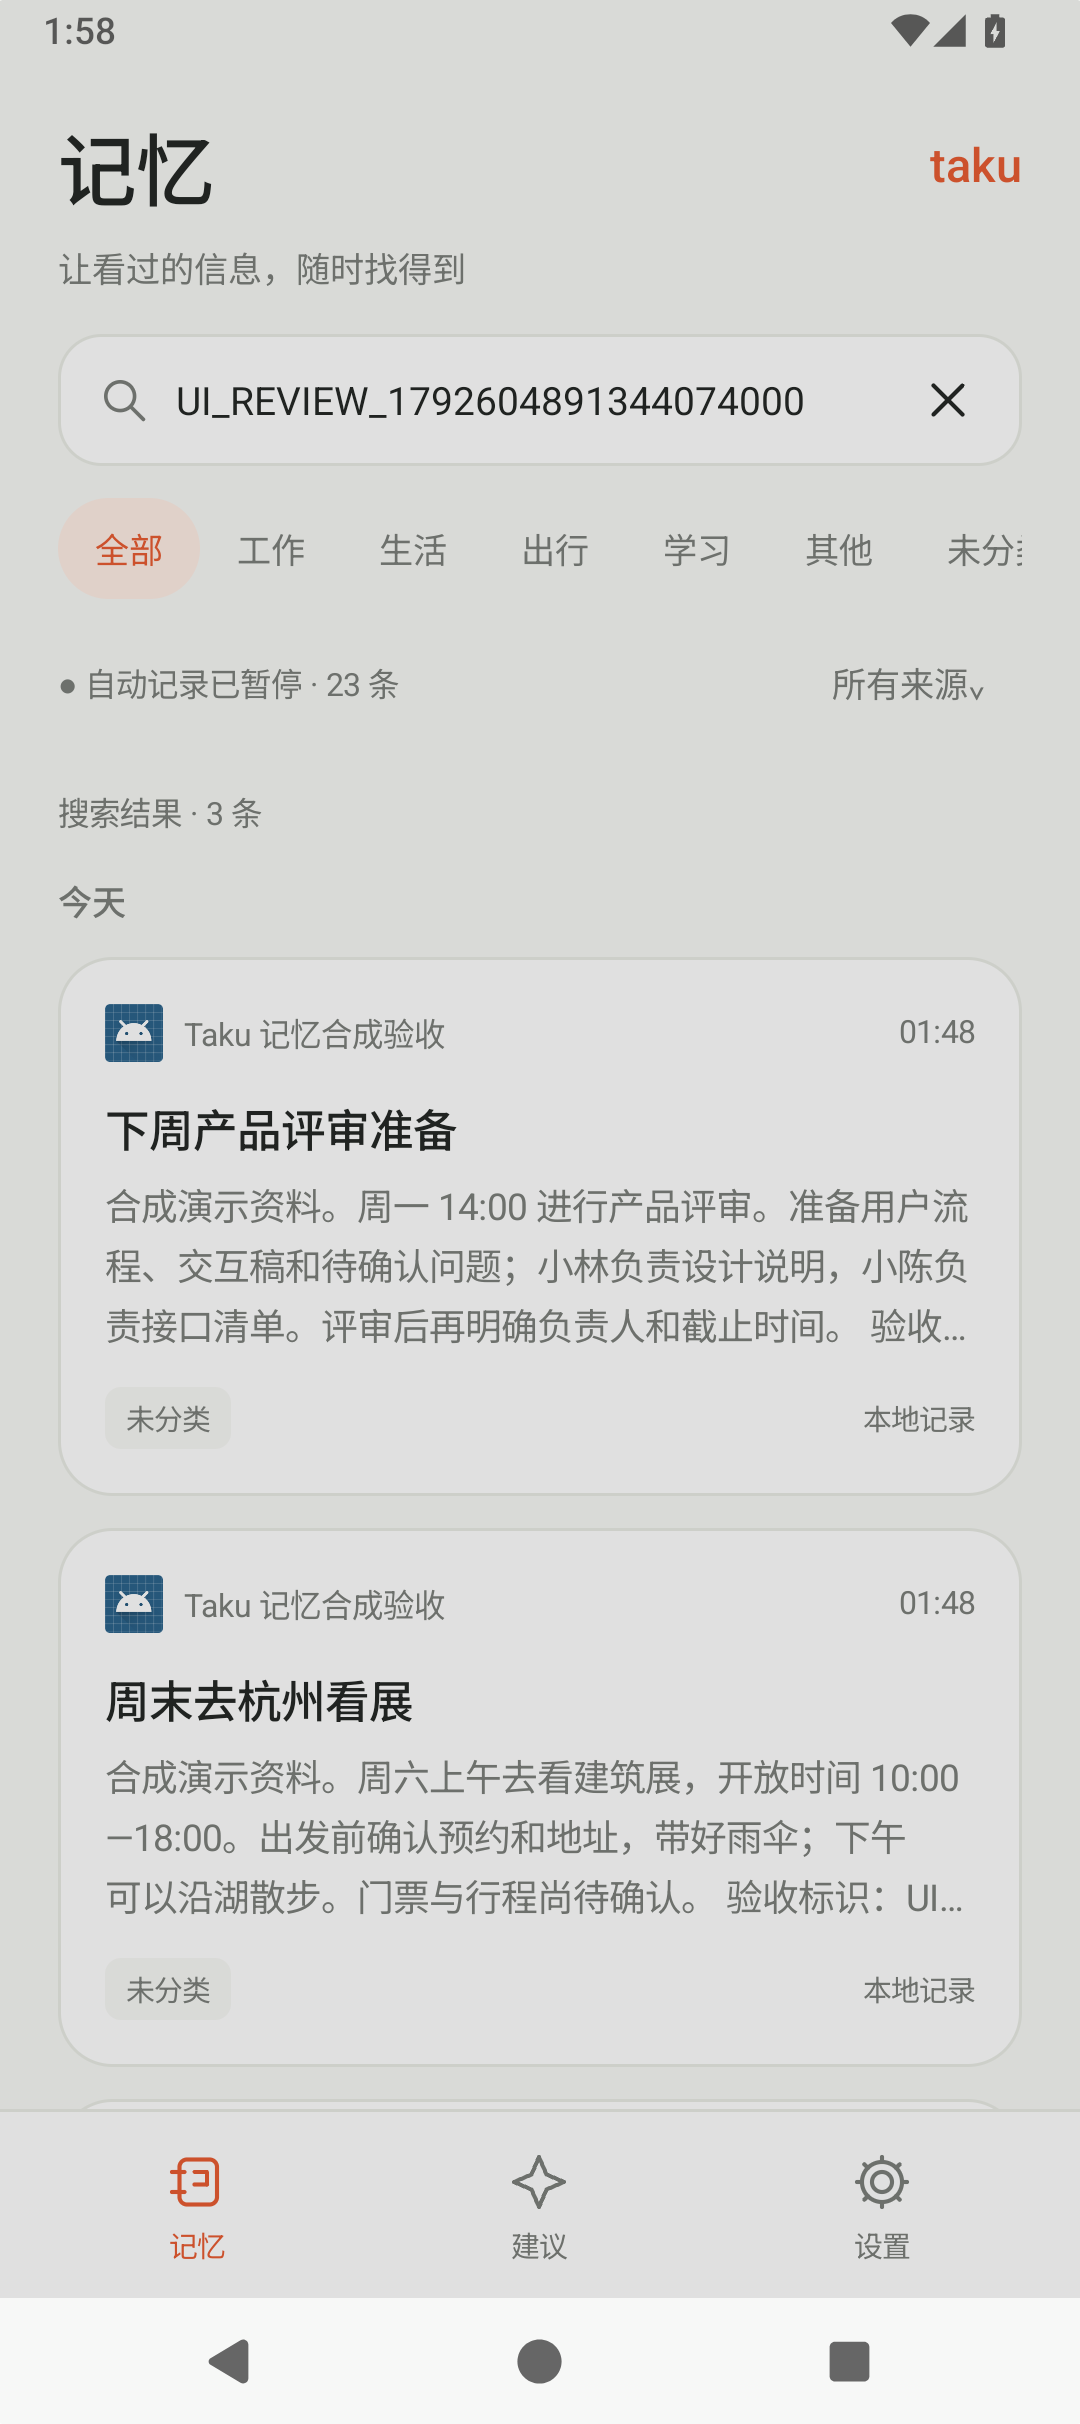 1:58
记忆
taku
让看过的信息，随时找得到
UI_REVIEW_1792604891344074000
全部 工作 生活 出行 学习 其他 未分
自动记录已暂停 · 23 条
所有来源
搜索结果 · 3 条
今天
Taku 记忆合成验收
01:48
下周产品评审准备
合成演示资料。周一 14:00 进行产品评审。准备用户流
程、交互稿和待确认问题；小林负责设计说明，小陈负
责接口清单。评审后再明确负责人和截止时间。 验收...
未分类
本地记录
Taku 记忆合成验收
01:48
周末去杭州看展
合成演示资料。周六上午去看建筑展，开放时间 10:00
–18:00。出发前确认预约和地址，带好雨伞；下午
可以沿湖散步。门票与行程尚待确认。 验收标识：UI...
未分类
本地记录
记忆 建议 设置